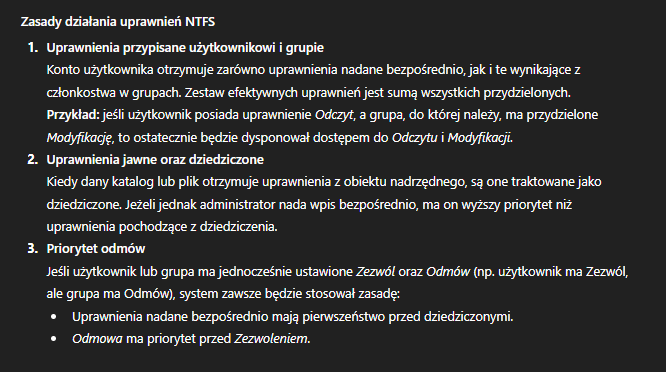 Zasady działania uprawnień NTFS
1. Uprawnienia przypisane użytkownikowi i grupie
Konto użytkownika otrzymuje zarówno uprawnienia nadane bezpośrednio, jak i te wynikające z
członkostwa w grupach. Zestaw efektywnych uprawnień jest sumą wszystkich przydzielonych.
Przykład: jeśli użytkownik posiada uprawnienie Odczyt, a grupa, do której należy, ma przydzielone
Modyfikację, to ostatecznie będzie dysponował dostępem do Odczytu i Modyfikacji.
2. Uprawnienia jawne oraz dziedziczone
Kiedy dany katalog lub plik otrzymuje uprawnienia z obiektu nadrzędnego, są one traktowane jako
dziedziczone. Jeżeli jednak administrator nada wpis bezpośrednio, ma on wyższy priorytet niż
uprawnienia pochodzące z dziedziczenia.
3. Priorytet odmów
Jeśli użytkownik lub grupa ma jednocześnie ustawione Zezwól oraz Odmów (np. użytkownik ma Zezwól,
ale grupa ma Odmów), system zawsze będzie stosował zasadę:
• Uprawnienia nadane bezpośrednio mają pierwszeństwo przed dziedziczonymi.
• Odmowa ma priorytet przed Zezwoleniem.